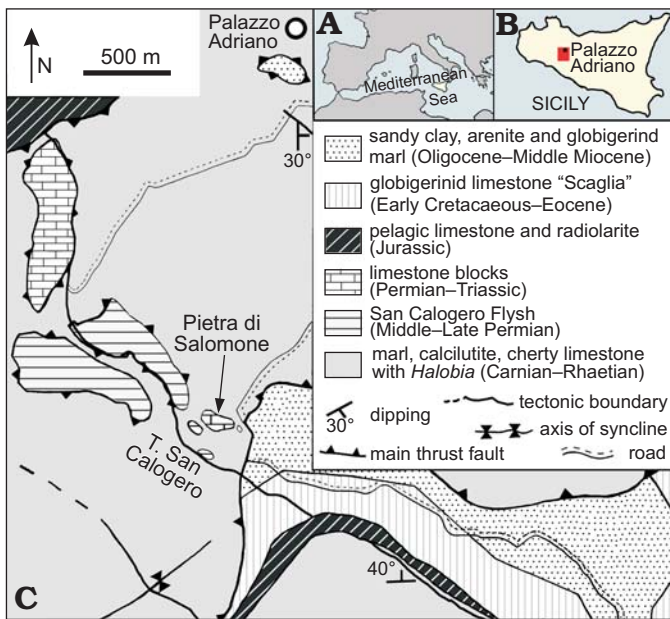 Palazzo
Adriano
N
500 m
A
Mediterranean
Sea
B
Palazzo
Adriano
SICILY
30°
sandy clay, arenite and globigerind
marl (Oligocene–Middle Miocene)
globigerinid limestone “Scaglia”
(Early Cretacaeous–Eocene)
pelagic limestone and radiolarite
(Jurassic)
limestone blocks
(Permian–Triassic)
San Calogero Flysh
(Middle–Late Permian)
marl, calcilutite, cherty limestone
with Halobia (Carnian–Rhaetian)
30°
dipping
tectonic boundary
axis of syncline
main thrust fault
road
Pietra di
Salomone
T. San
Calogero
40°
C